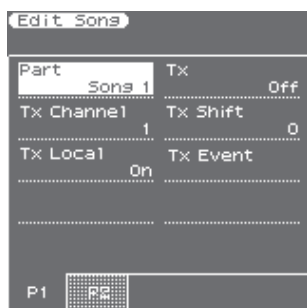 Edit Song
Part Tx
Song 1 Off
Tx Channel Tx Shift
1 0
Tx Local Tx Event
On
P1 P2